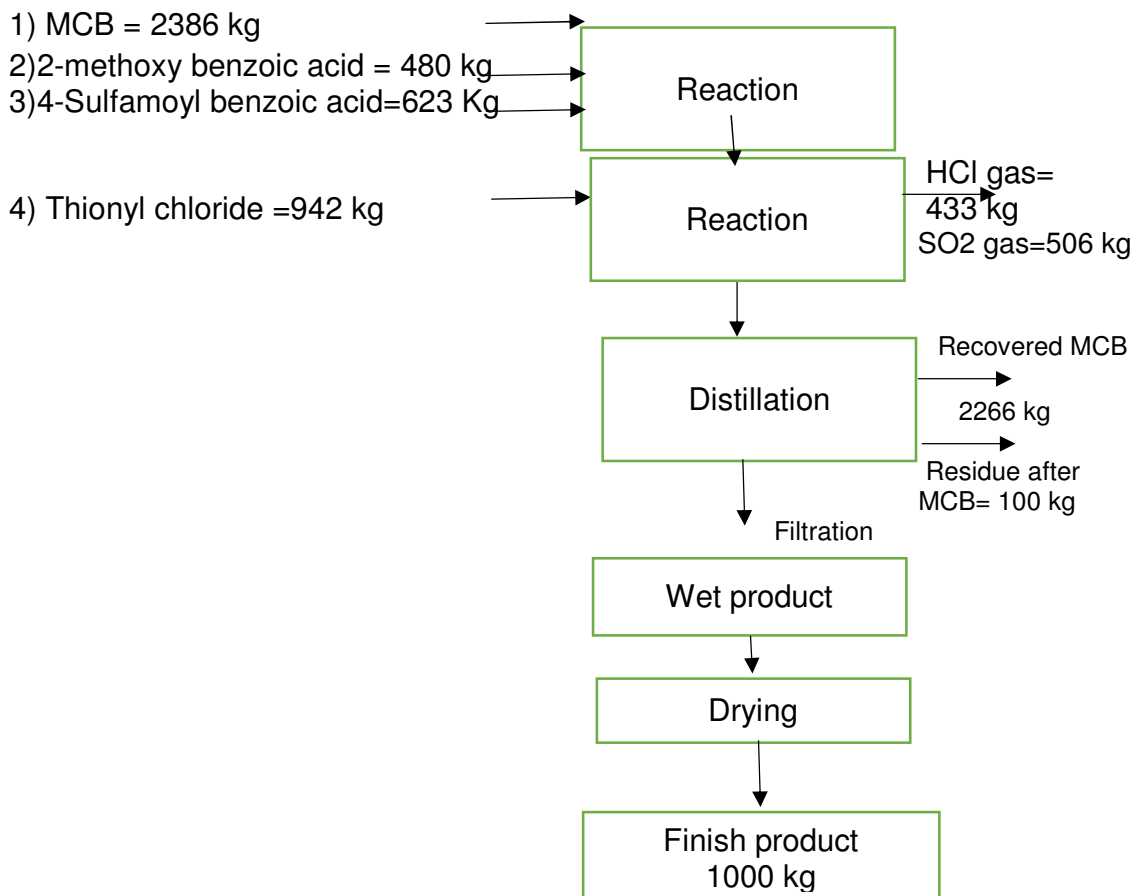 1) MCB = 2386 kg
2)2-methoxy benzoic acid = 480 kg
3)4-Sulfamoyl benzoic acid=623 Kg
Reaction
4) Thionyl chloride =942 kg
Reaction
HCl gas=
433 kg
SO2 gas=506 kg
Distillation
Recovered MCB
2266 kg
Residue after
MCB= 100 kg
Filtration
Wet product
Drying
Finish product
1000 kg